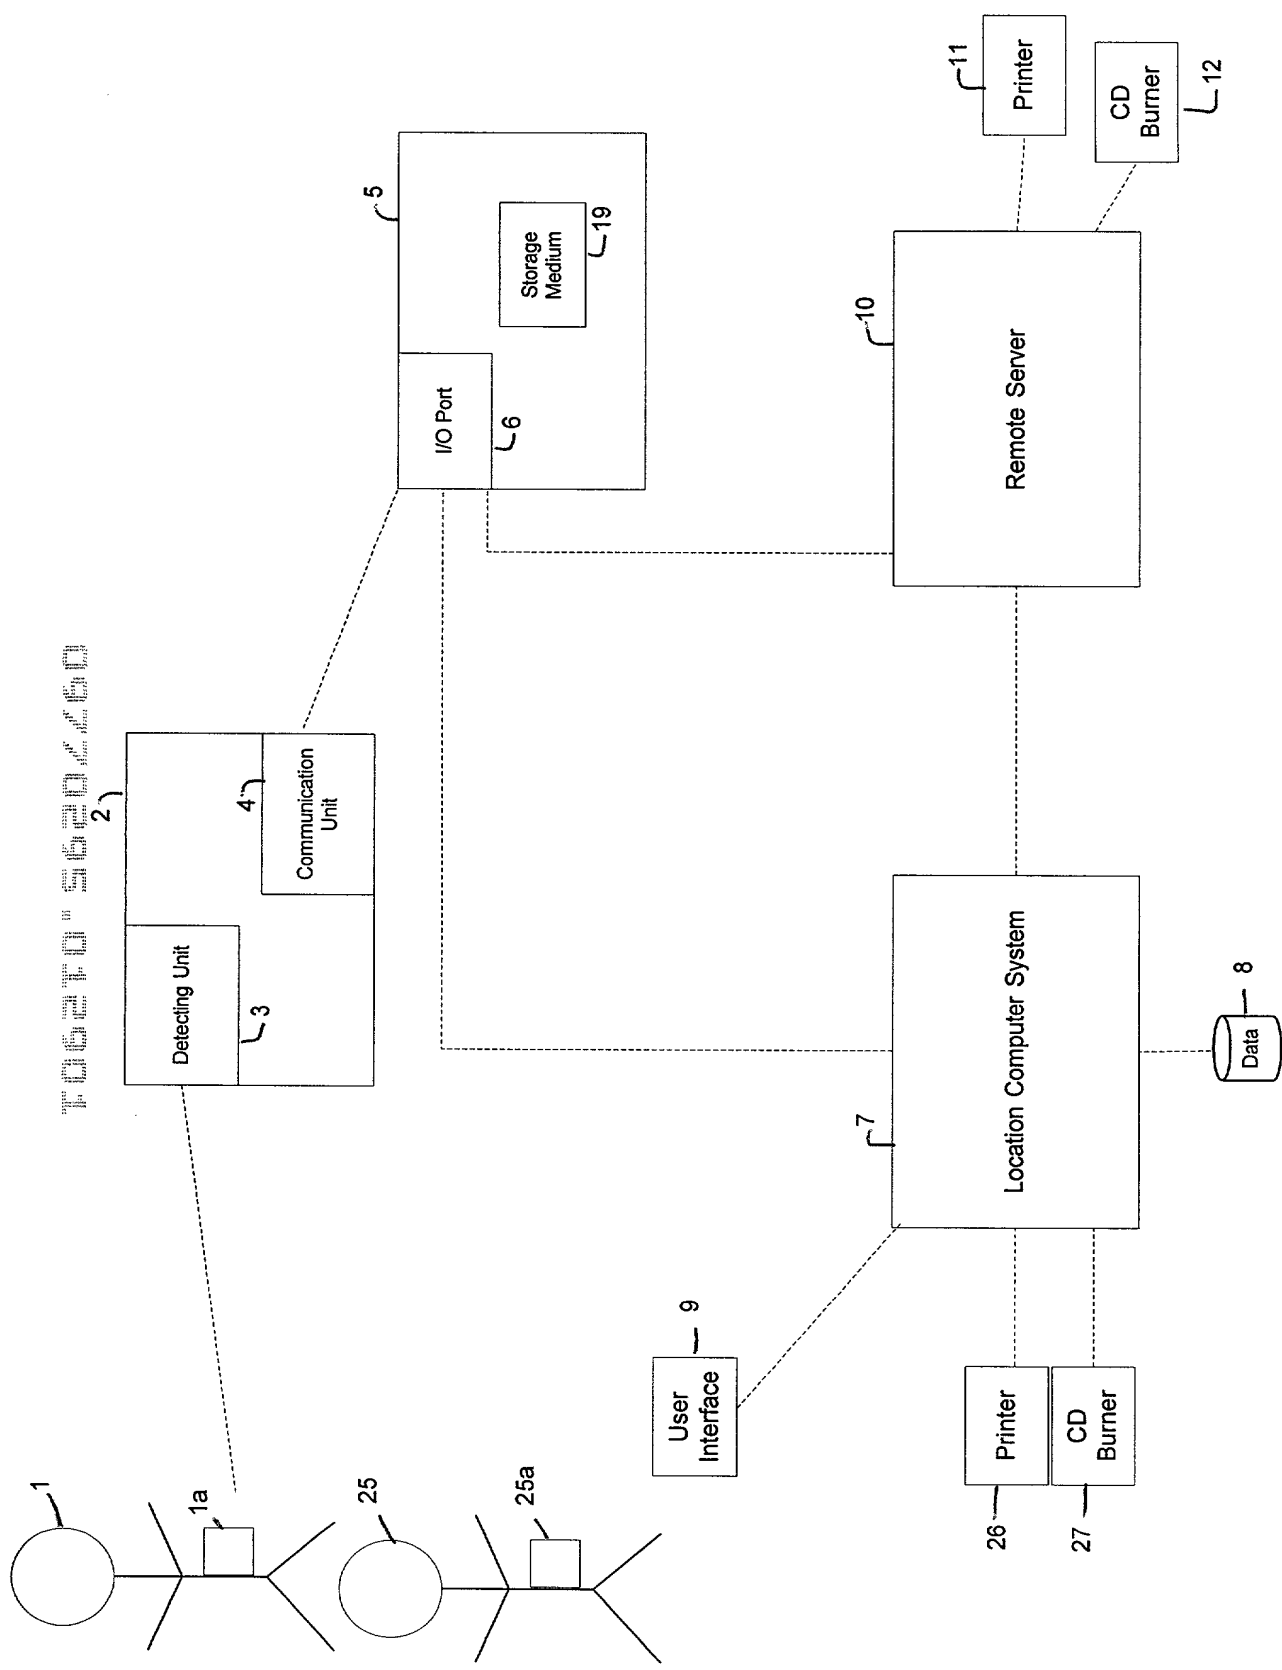 1
1a
25
25a
2
Detecting Unit
3
4
Communication
Unit
5
I/O Port
6
Storage
Medium
19
User
Interface
9
7
Location Computer System
Data
8
Printer
26
CD
Burner
27
10
Remote Server
11
Printer
CD
Burner
12